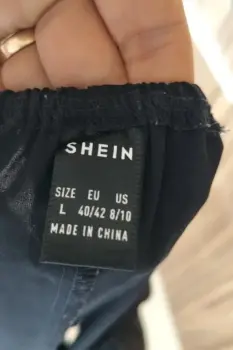 SHEIN
SIZE EU US
L 40/42 8/10
MADE IN CHINA